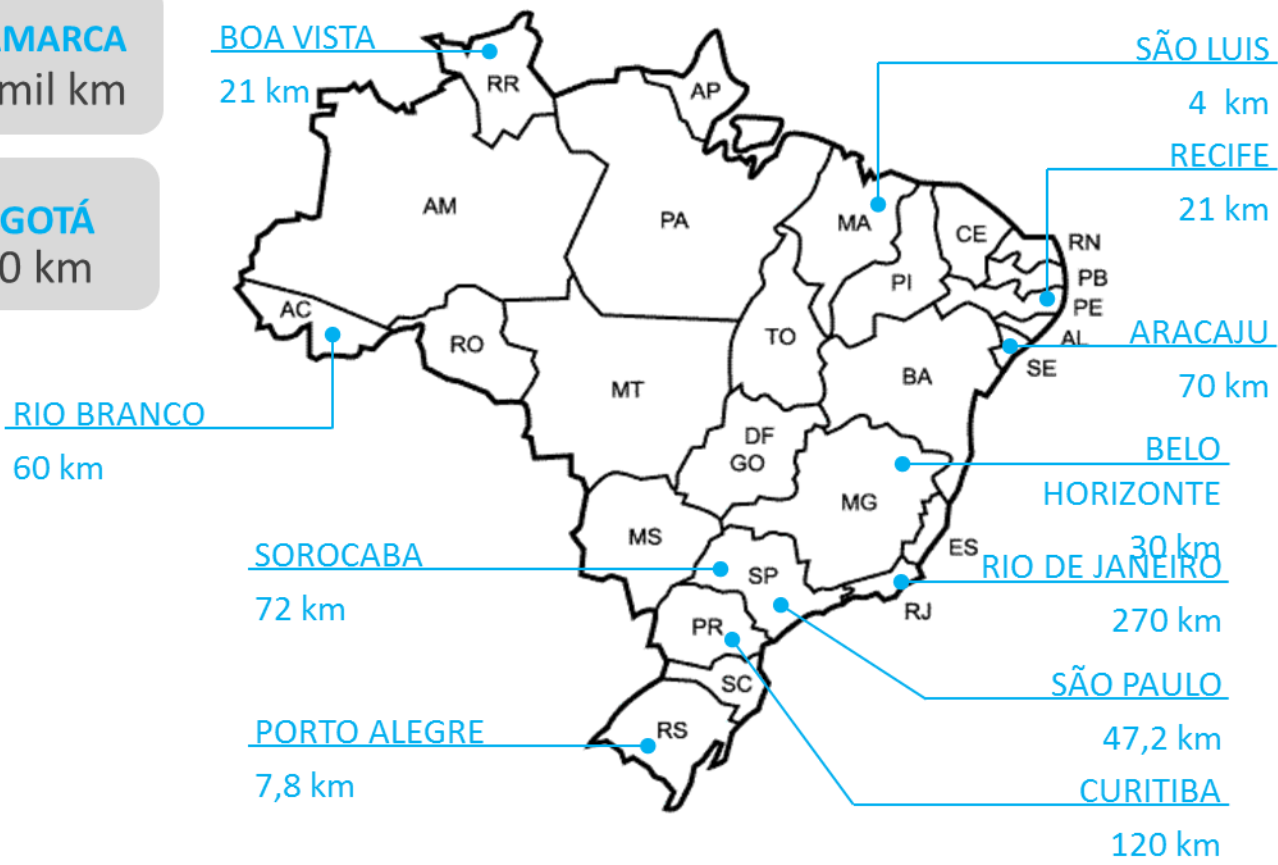 AMARCA
mil km
GOTÁ
0 km
BOA VISTA
21 km
SÃO LUIS
4 km
RECIFE
21 km
ARACAJU
70 km
BELO
HORIZONTE
30 km
RIO DE JANEIRO
270 km
SÃO PAULO
47,2 km
CURITIBA
120 km
RIO BRANCO
60 km
SOROCABA
72 km
PORTO ALEGRE
7,8 km
RR
AP
AM
PA
MA
CE
RN
PB
PE
AL
SE
PI
AC
RO
TO
BA
MT
DF
GO
MG
ES
MS
SP
RJ
PR
SC
RS